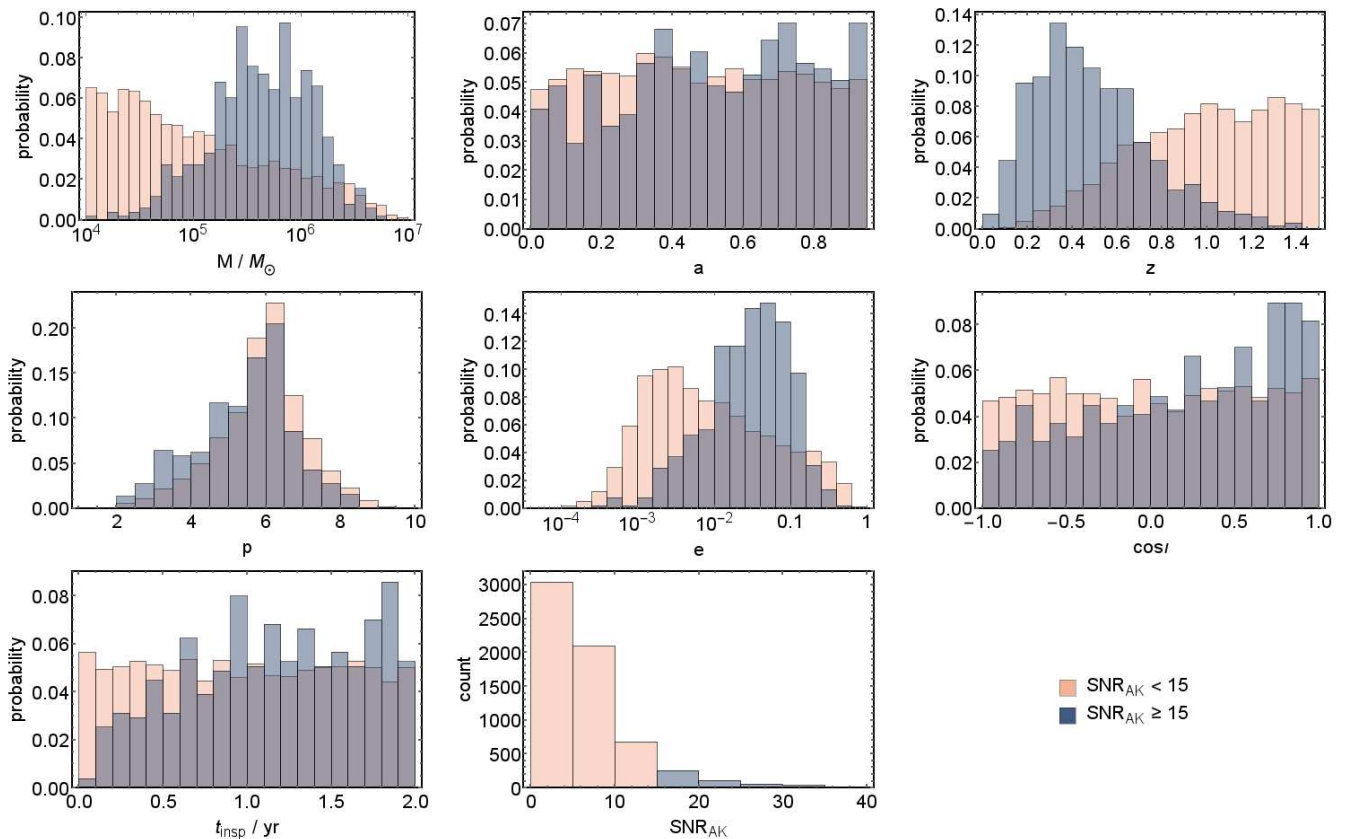 0.10
0.08
0.06
0.04
0.02
0.00
probability
10⁴ 10⁵ 10⁶ 10⁷
M / M⊙
0.07
0.06
0.05
0.04
0.03
0.02
0.01
0.00
probability
0.0 0.2 0.4 0.6 0.8
a
0.14
0.12
0.10
0.08
0.06
0.04
0.02
0.00
probability
0.0 0.2 0.4 0.6 0.8 1.0 1.2 1.4
z
0.20
0.15
0.10
0.05
0.00
probability
2 4 6 8 10
p
0.14
0.12
0.10
0.08
0.06
0.04
0.02
0.00
probability
10⁻⁴ 10⁻³ 10⁻² 0.1 1
e
0.08
0.06
0.04
0.02
0.00
probability
-1.0 -0.5 0.0 0.5 1.0
cosι
0.08
0.06
0.04
0.02
0.00
probability
0.0 0.5 1.0 1.5 2.0
t_insp / yr
3000
2500
2000
1500
1000
500
0
count
0 10 20 30 40
SNR_AK
SNR_AK < 15
SNR_AK ≥ 15